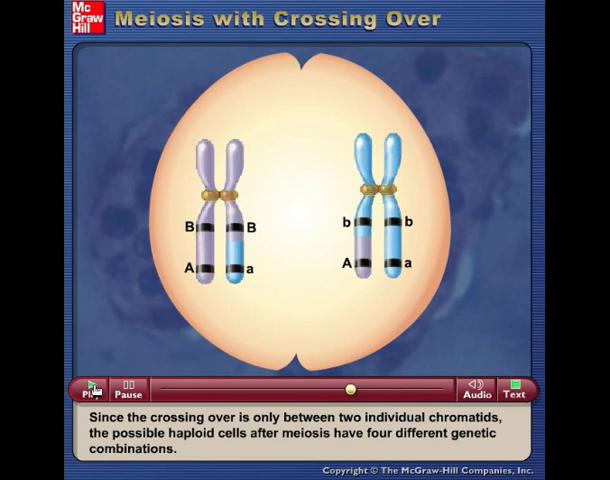 Mc
Graw
Hill
Meiosis with Crossing Over
B B
A a
b b
A a
Pause
Audio
Text
Since the crossing over is only between two individual chromatids,
the possible haploid cells after meiosis have four different genetic
combinations.
Copyright © The McGraw-Hill Companies, Inc.